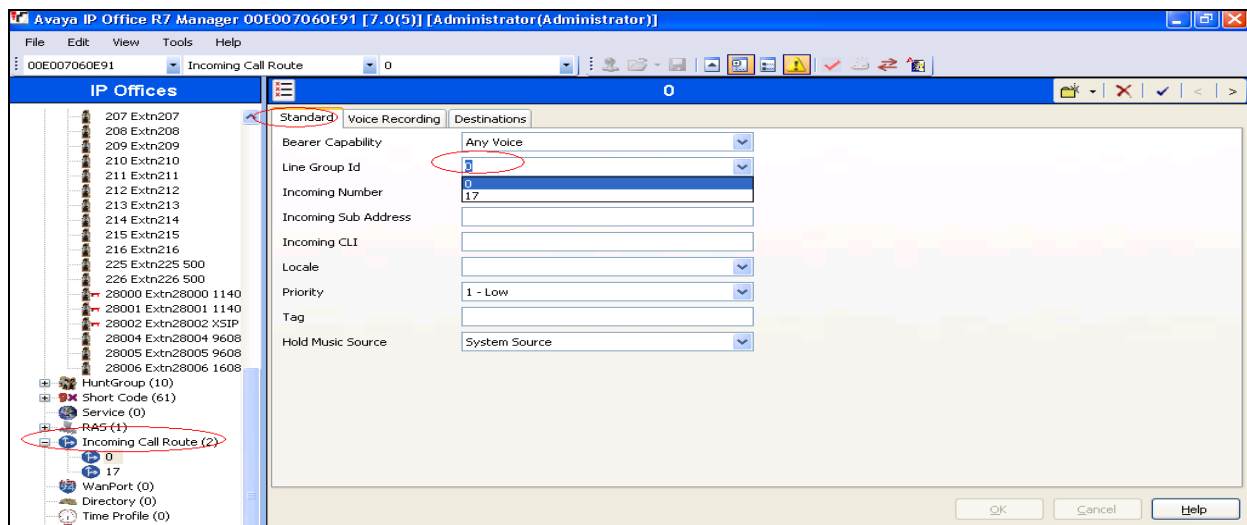 Avaya IP Office R7 Manager 00E007060E91 [7.0(5)] [Administrator(Administrator)]
File Edit View Tools Help
00E007060E91 Incoming Call Route 0
IP Offices
207 Extn207
208 Extn208
209 Extn209
210 Extn210
211 Extn211
212 Extn212
213 Extn213
214 Extn214
215 Extn215
216 Extn216
225 Extn225 500
226 Extn226 500
28000 Extn28000 1140
28001 Extn28001 1140
28002 Extn28002 XSIP
28004 Extn28004 9608
28005 Extn28005 9608
28006 Extn28006 1608
HuntGroup (10)
Short Code (61)
Service (0)
RAS (1)
Incoming Call Route (2)
0
17
WanPort (0)
Directory (0)
Time Profile (0)
0
Standard Voice Recording Destinations
Bearer Capability Any Voice
Line Group Id 0
0
Incoming Number 17
Incoming Sub Address
Incoming CLI
Locale
Priority 1 - Low
Tag
Hold Music Source System Source
OK Cancel Help